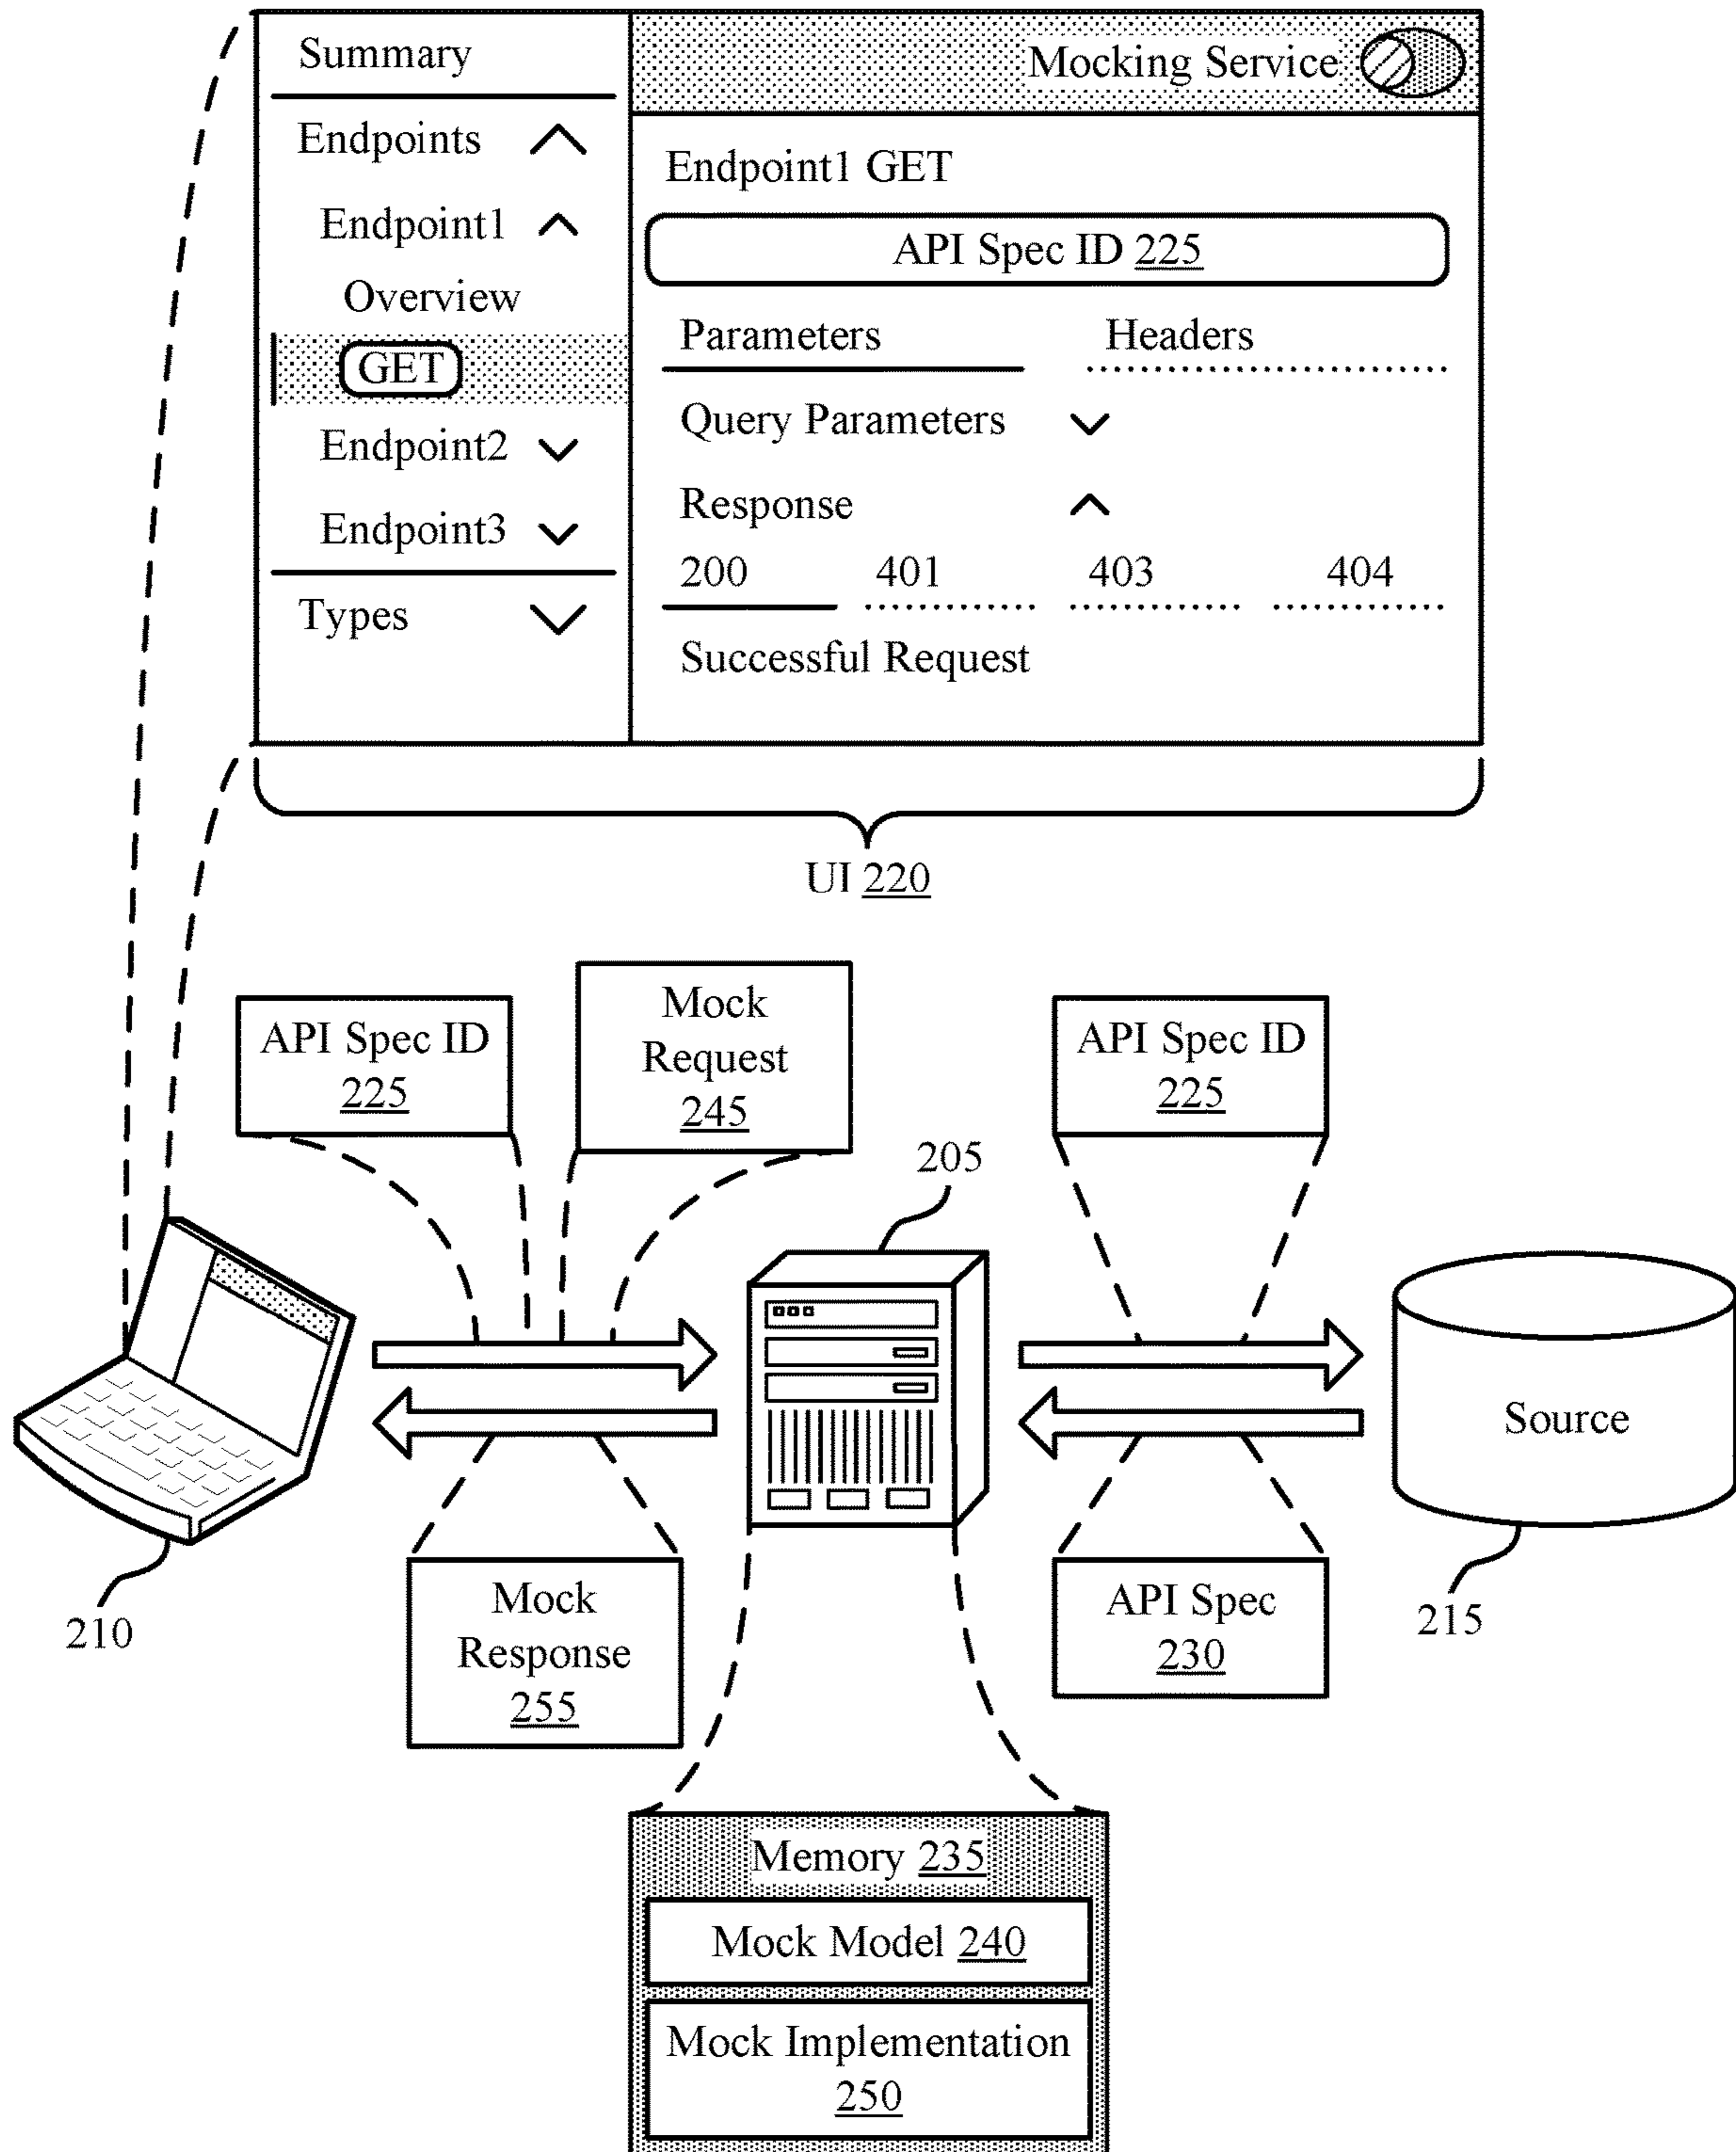 Summary
Endpoints
Endpoint1
Overview
GET
Endpoint2
Endpoint3
Types
Mocking Service
Endpoint1 GET
API Spec ID 225
Parameters Headers
Query Parameters
Response
200 401 403 404
Successful Request
UI 220
API Spec ID
225
Mock
Request
245
API Spec ID
225
205
Source
210
Mock
Response
255
API Spec
230
215
Memory 235
Mock Model 240
Mock Implementation
250